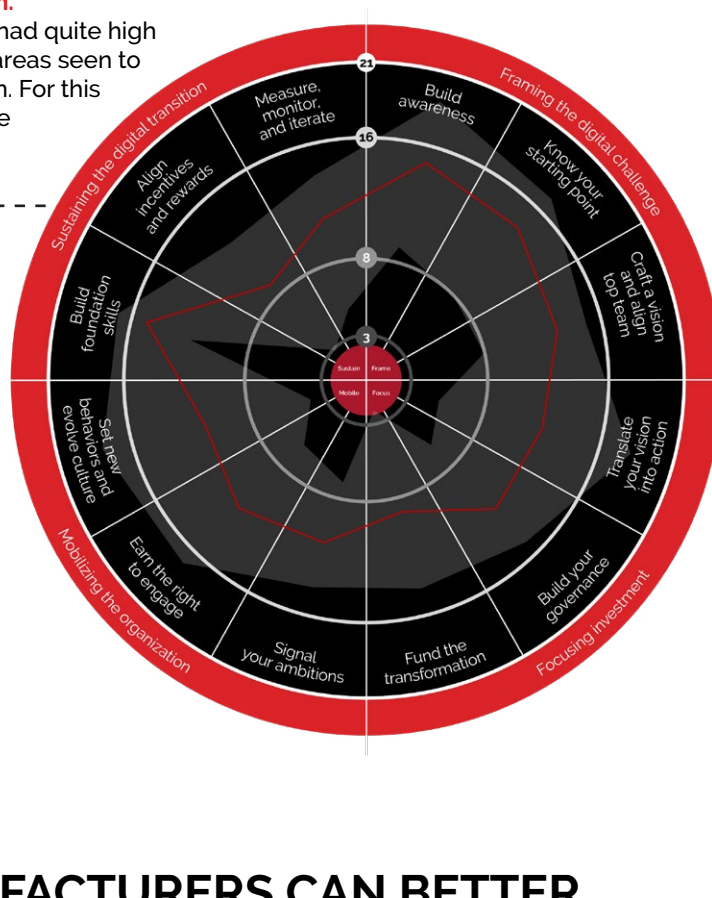 n.
had quite high
areas seen to
n. For this
e
21
16
8
3
Framing the digital challenge
Build
awareness
Know your
starting point
Craft a vision
and align
top team
Focusing investment
Translate
your vision
into action
Build your
governance
Fund the
transformation
Mobilizing the organization
Signal
your ambitions
Earn the right
to engage
Set new
behaviors and
evolve culture
Sustaining the digital transition
Build
foundation
skills
Align
incentives
and rewards
Measure,
monitor,
and iterate
Sustain Frame
Mobile Focus
FACTURERS CAN BETTER